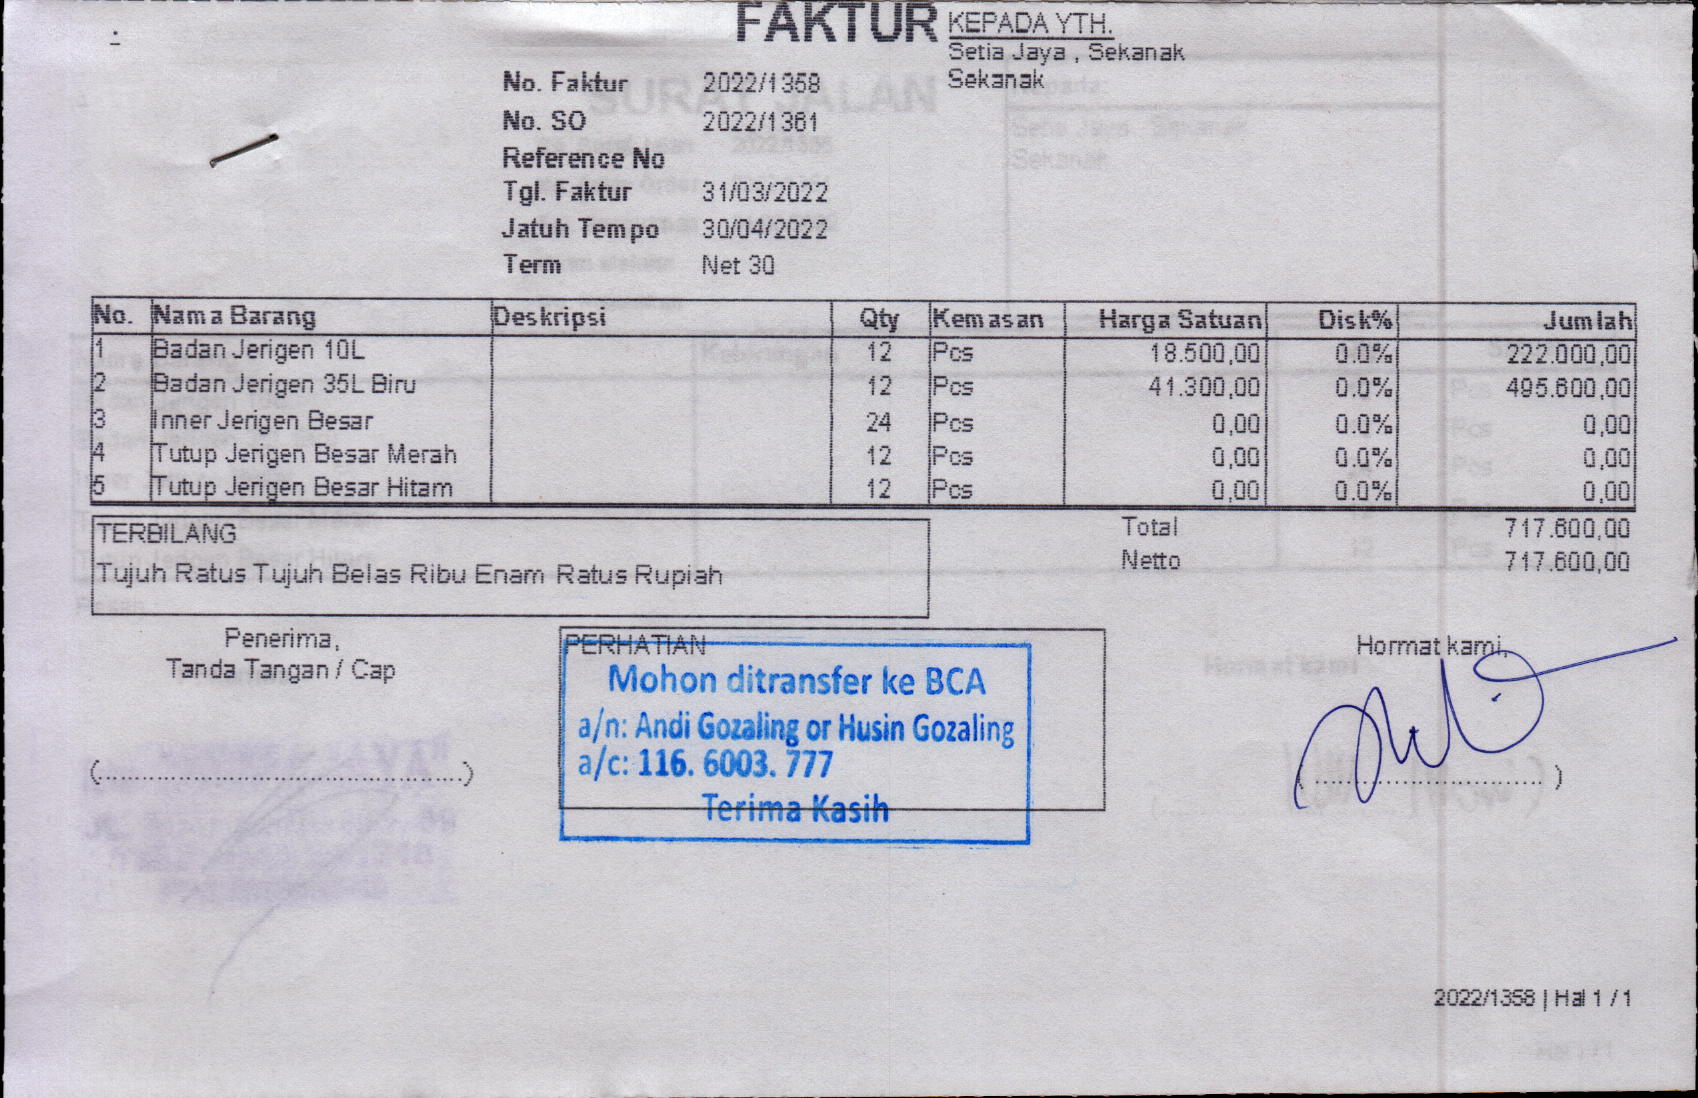 FAKTUR
KEPADA YTH.
Setia Jaya , Sekanak
Sekanak
No. Faktur 2022/1358
No. SO 2022/1361
Reference No
Tgl. Faktur 31/03/2022
Jatuh Tempo 30/04/2022
Term Net 30
No. Nama Barang Deskripsi Qty Kemasan Harga Satuan Disk% Jumlah
1 Badan Jerigen 10L 12 Pcs 18.500,00 0.0% 222.000,00
2 Badan Jerigen 35L Biru 12 Pcs 41.300,00 0.0% 495.600,00
3 Inner Jerigen Besar 24 Pcs 0,00 0.0% 0,00
4 Tutup Jerigen Besar Merah 12 Pcs 0,00 0.0% 0,00
5 Tutup Jerigen Besar Hitam 12 Pcs 0,00 0.0% 0,00
TERBILANG
Tujuh Ratus Tujuh Belas Ribu Enam Ratus Rupiah
Total 717.600,00
Netto 717.600,00
Penerima,
Tanda Tangan / Cap
(..................................................)
PERHATIAN
Mohon ditransfer ke BCA
a/n: Andi Gozaling or Husin Gozaling
a/c: 116. 6003. 777
Terima Kasih
Hormat kami,
(................................)
2022/1358 | Hal 1 / 1